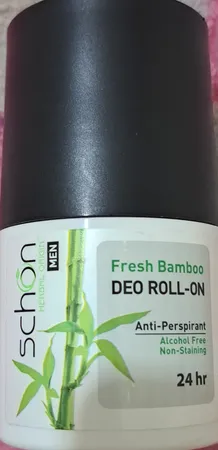 schon
MEN
Fresh Bamboo
DEO ROLL-ON
Anti-Perspirant
Alcohol Free
Non-Staining
24 hr